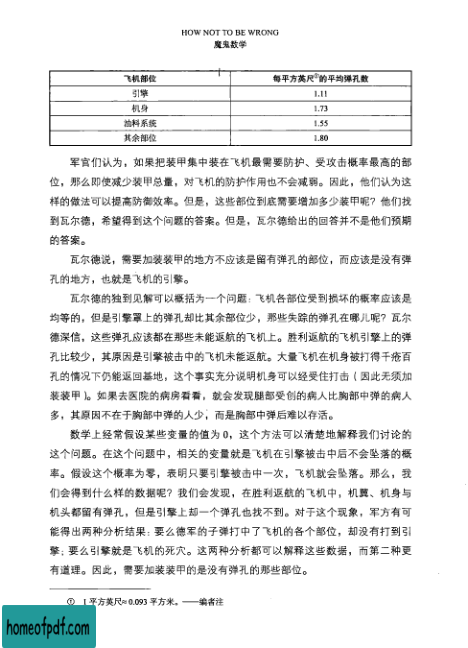 HOW NOT TO BE WRONG
魔鬼数学
飞机部位 每平方英尺①的平均弹孔数
引擎 1.11
机身 1.73
油料系统 1.55
其余部位 1.80
军官们认为，如果把装甲集中装在飞机最需要防护、受攻击概率最高的部
位，那么即使减少装甲总量，对飞机的防护作用也不会减弱。因此，他们认为这
样的做法可以提高防御效率。但是，这些部位到底需要增加多少装甲呢？他们找
到瓦尔德，希望得到这个问题的答案。但是，瓦尔德给出的回答并不是他们预期
的答案。
瓦尔德说，需要加装装甲的地方不应该是留有弹孔的部位，而应该是没有弹
孔的地方，也就是飞机的引擎。
瓦尔德的独到见解可以概括为一个问题：飞机各部位受到损坏的概率应该是
均等的，但是引擎罩上的弹孔却比其余部位少，那些失踪的弹孔在哪儿呢？瓦尔
德深信，这些弹孔应该都在那些未能返航的飞机上。胜利返航的飞机引擎上的弹
孔比较少，其原因是引擎被击中的飞机未能返航。大量飞机在机身被打得千疮百
孔的情况下仍能返回基地，这个事实充分说明机身可以经受住打击（因此无须加
装装甲）。如果去医院的病房看看，就会发现腿部受创的病人比胸部中弹的病人
多，其原因不在于胸部中弹的人少，而是胸部中弹后难以存活。
数学上经常假设某些变量的值为 0，这个方法可以清楚地解释我们讨论的
这个问题。在这个问题中，相关的变量就是飞机在引擎被击中后不会坠落的概
率。假设这个概率为零，表明只要引擎被击中一次，飞机就会坠落。那么，我
们会得到什么样的数据呢？我们会发现，在胜利返航的飞机中，机翼、机身与
机头都留有弹孔，但是引擎上却一个弹孔也找不到。对于这个现象，军方有可
能得出两种分析结果：要么德军的子弹打中了飞机的各个部位，却没有打到引
擎；要么引擎就是飞机的死穴。这两种分析都可以解释这些数据，而第二种更
有道理。因此，需要加装装甲的是没有弹孔的那些部位。
① 1 平方英尺≈0.093 平方米。——编者注
homeofpdf.com